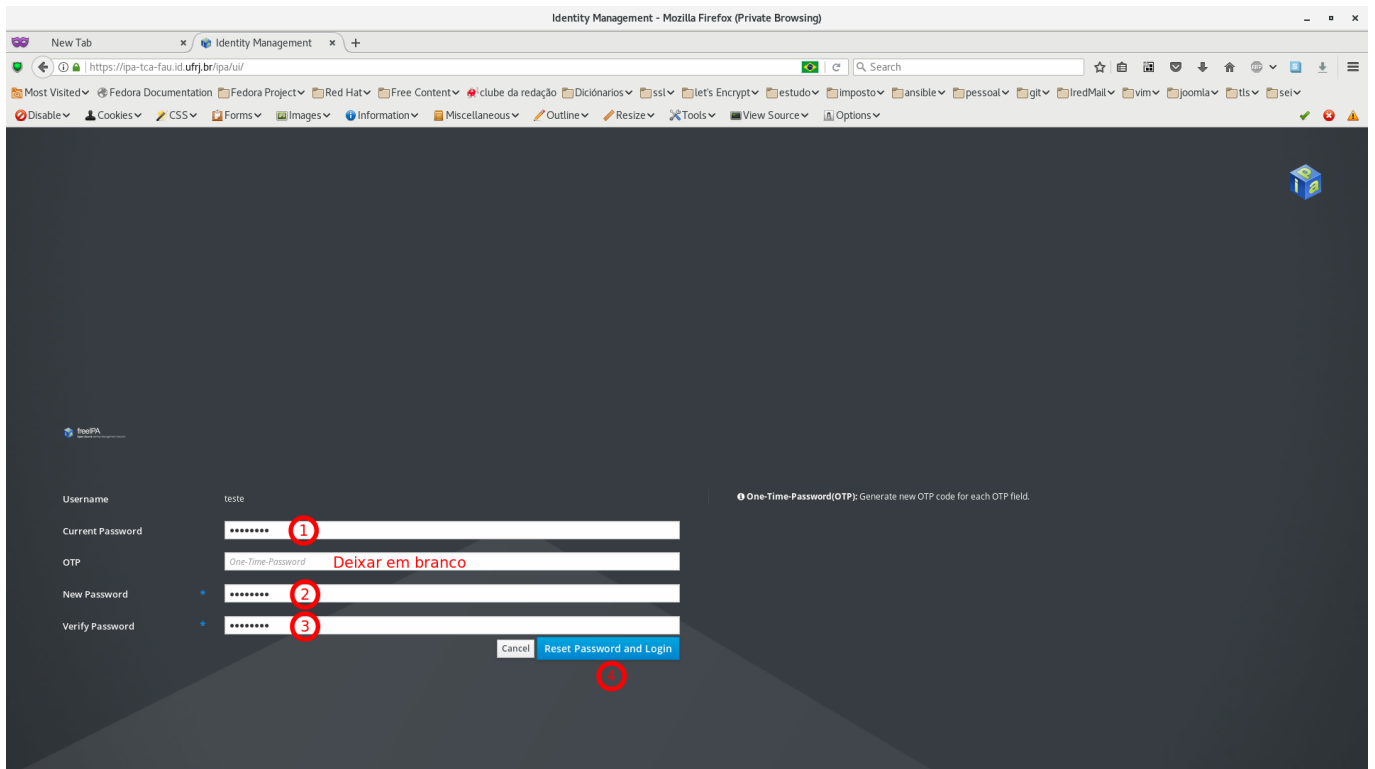 Identity Management - Mozilla Firefox (Private Browsing)
New Tab
Identity Management
https://ipa-tca-fau.id.ufrj.br/ipa/ui/
Search
Most Visited Fedora Documentation Fedora Project Red Hat Free Content clube da redação Diciónarios ssl let's Encrypt estudo imposto ansible pessoal git IredMail vim joomla tls sei
Disable Cookies CSS Forms Images Information Miscellaneous Outline Resize Tools View Source Options
ipa
freeIPA
Username teste
One-Time-Password(OTP): Generate new OTP code for each OTP field.
Current Password •••••••• 1
OTP One-Time-Password Deixar em branco
New Password * •••••••• 2
Verify Password * •••••••• 3
Cancel Reset Password and Login
4